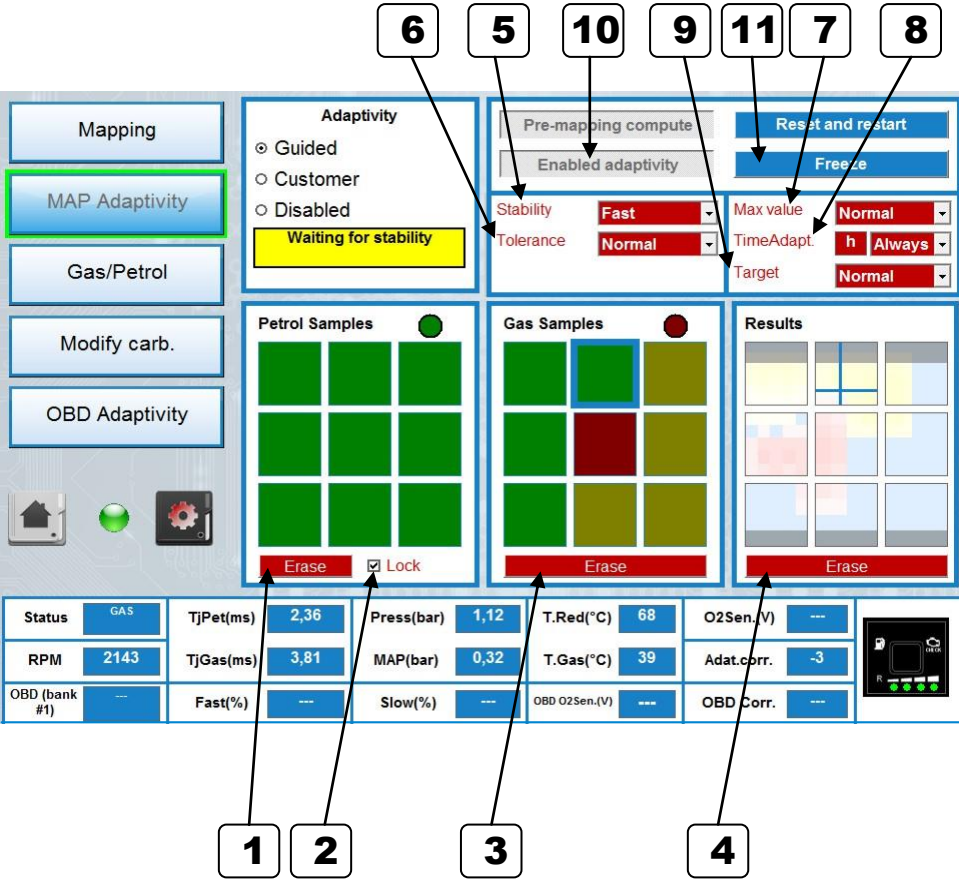 6 5 10 9 11 7 8
Mapping
MAP Adaptivity
Gas/Petrol
Modify carb.
OBD Adaptivity
Adaptivity
Guided
Customer
Disabled
Waiting for stability
Pre-mapping compute
Reset and restart
Enabled adaptivity
Freeze
Stability Fast
Tolerance Normal
Max value Normal
TimeAdapt. h Always
Target Normal
Petrol Samples
Erase Lock
Gas Samples
Erase
Results
Erase
Status GAS TjPet(ms) 2,36 Press(bar) 1,12 T.Red(°C) 68 O2Sen.(V) ---
RPM 2143 TjGas(ms) 3,81 MAP(bar) 0,32 T.Gas(°C) 39 Adat.corr. -3
OBD (bank
#1) --- Fast(%) --- Slow(%) --- OBD O2Sen.(V) --- OBD Corr. ---
CHECK
R
1 2 3 4